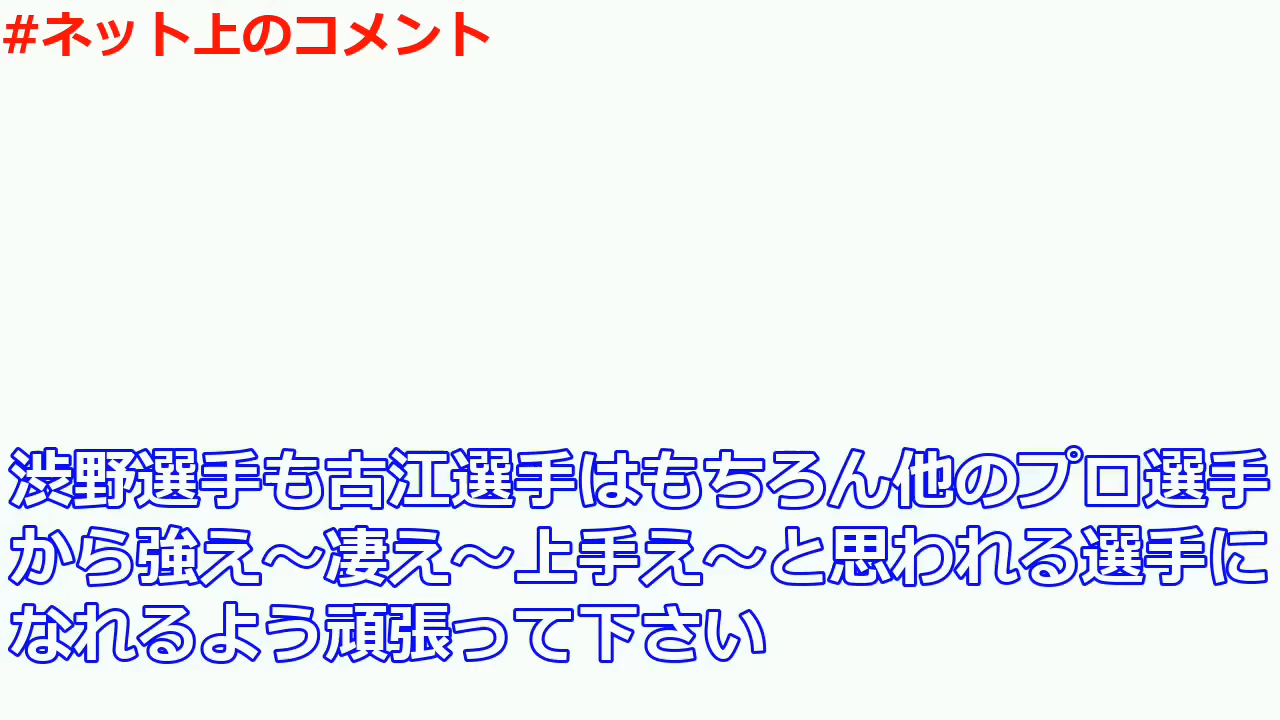 #ネット上のコメント
渋野選手も古江選手はもちろん他のプロ選手
から強え〜凄え〜上手え〜と思われる選手に
なれるよう頑張って下さい